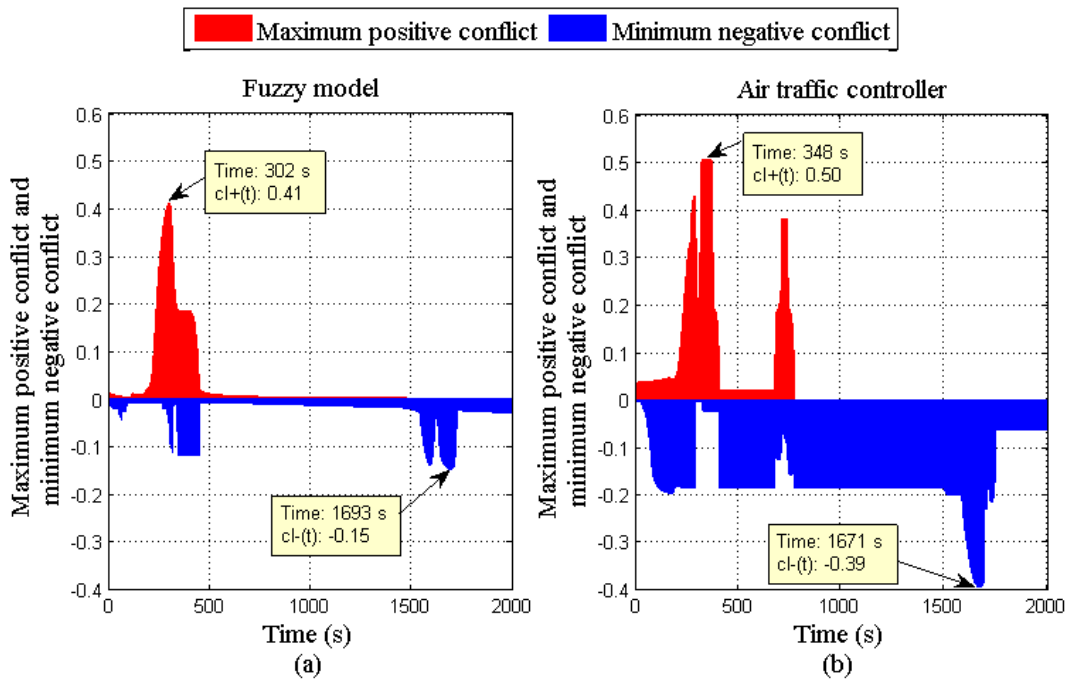 Maximum positive conflict Minimum negative conflict
Fuzzy model
Maximum positive conflict and
minimum negative conflict
0.6
0.5
0.4
0.3
0.2
0.1
0
-0.1
-0.2
-0.3
-0.4
Time: 302 s
cl+(t): 0.41
Time: 1693 s
cl-(t): -0.15
0 500 1000 1500 2000
Time (s)
(a)
Air traffic controller
Maximum positive conflict and
minimum negative conflict
0.6
0.5
0.4
0.3
0.2
0.1
0
-0.1
-0.2
-0.3
-0.4
Time: 348 s
cl+(t): 0.50
Time: 1671 s
cl-(t): -0.39
0 500 1000 1500 2000
Time (s)
(b)